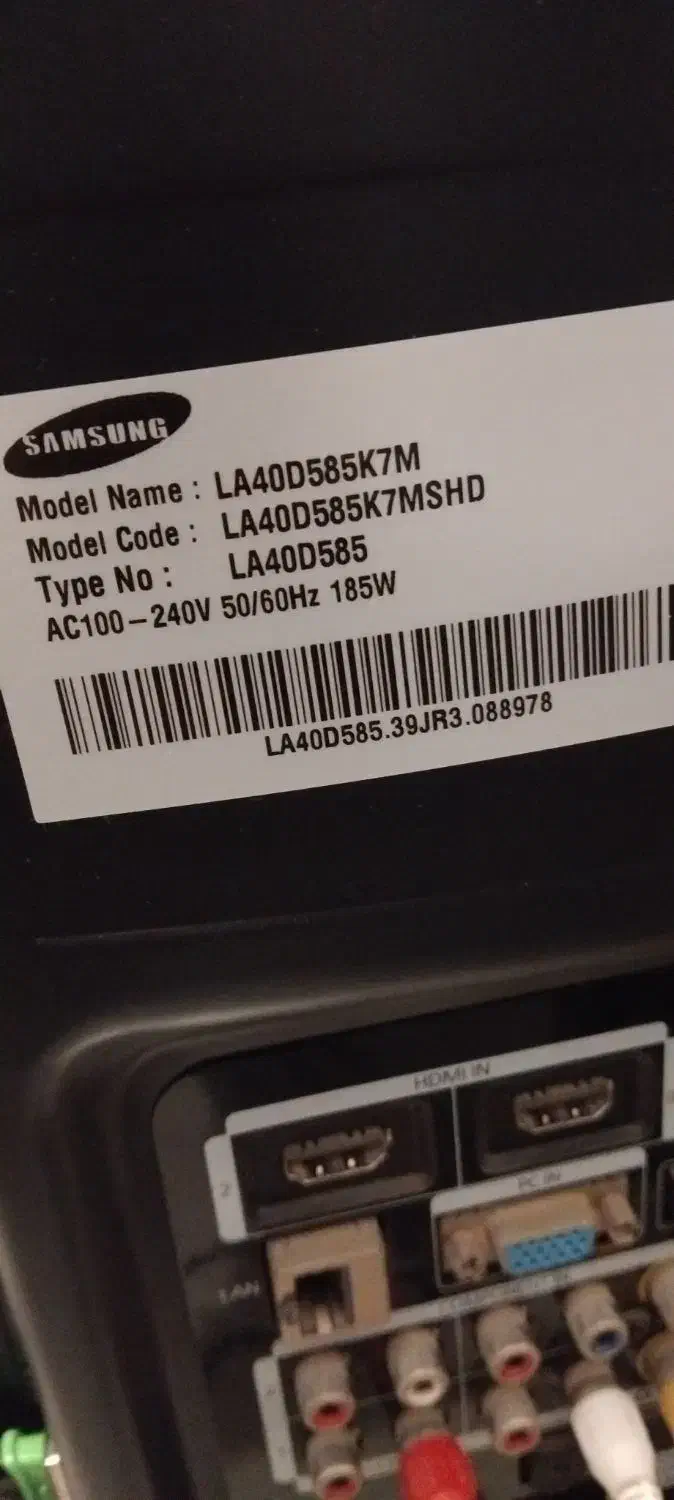 SAMSUNG
Model Name : LA40D585K7M
Model Code : LA40D585K7MSHD
Type No : LA40D585
AC100-240V 50/60Hz 185W
LA40D585.39JR3.088978
HDMI IN
2
PC IN
LAN